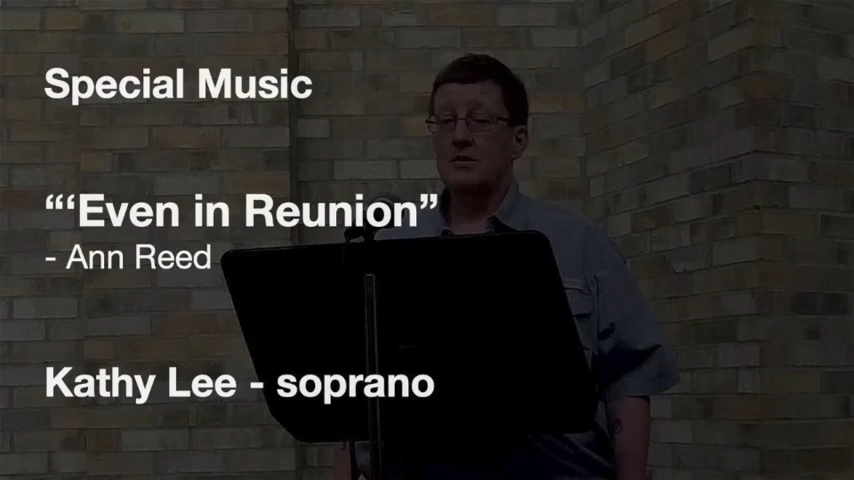 Special Music
“‘Even in Reunion”
- Ann Reed
Kathy Lee - soprano